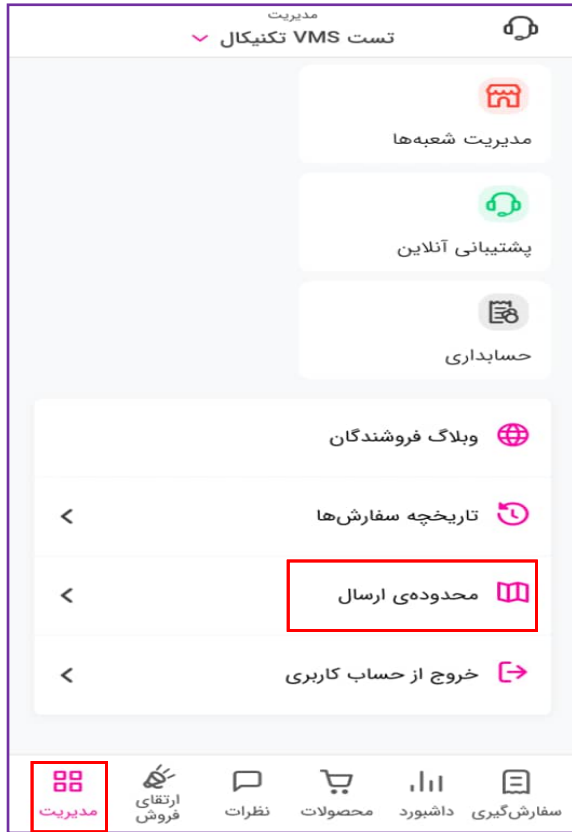 مدیریت
تست VMS تکنیکال
مدیریت شعبه‌ها
پشتیبانی آنلاین
حسابداری
وبلاگ فروشندگان
تاریخچه سفارش‌ها
محدوده‌ی ارسال
خروج از حساب کاربری
سفارش‌گیری
داشبورد
محصولات
نظرات
ارتقای
فروش
مدیریت